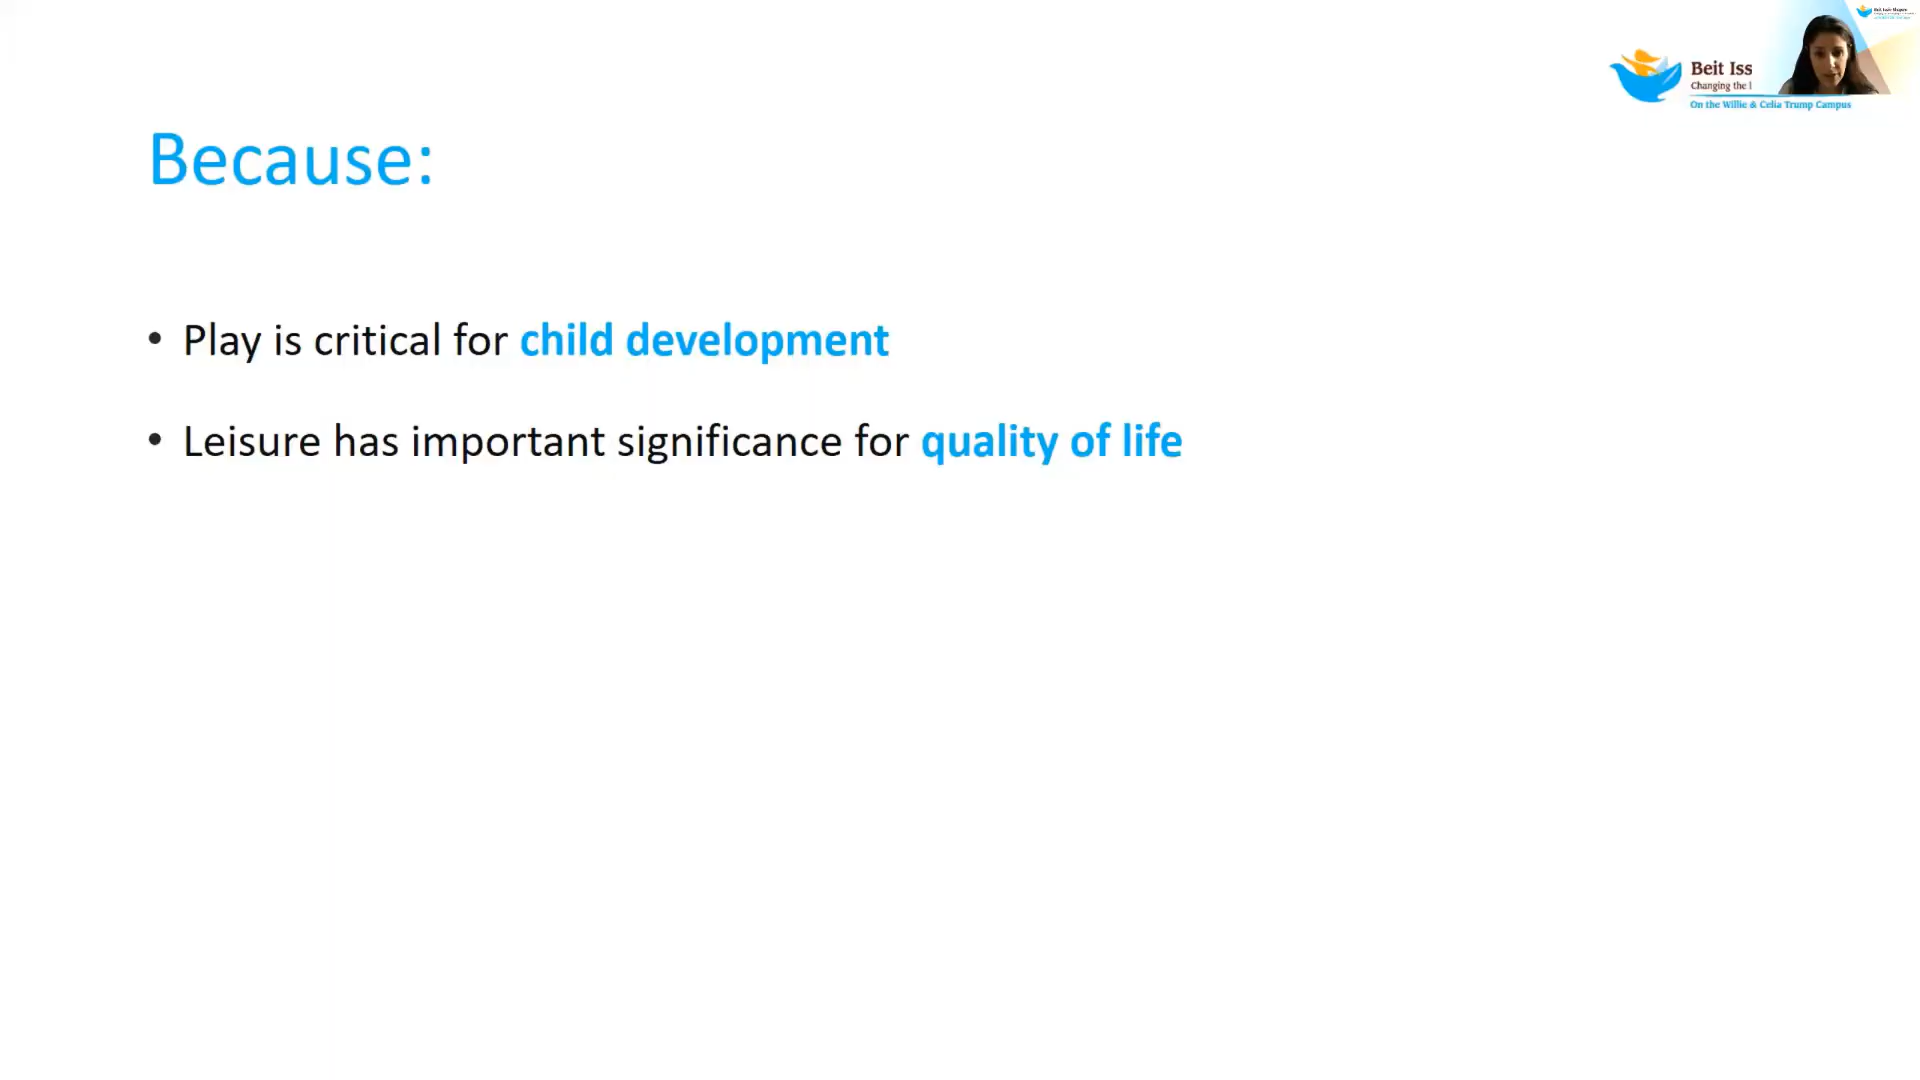 Beit Iss
Changing the l
On the Willie & Celia Trump Campus
Because:
• Play is critical for child development
• Leisure has important significance for quality of life